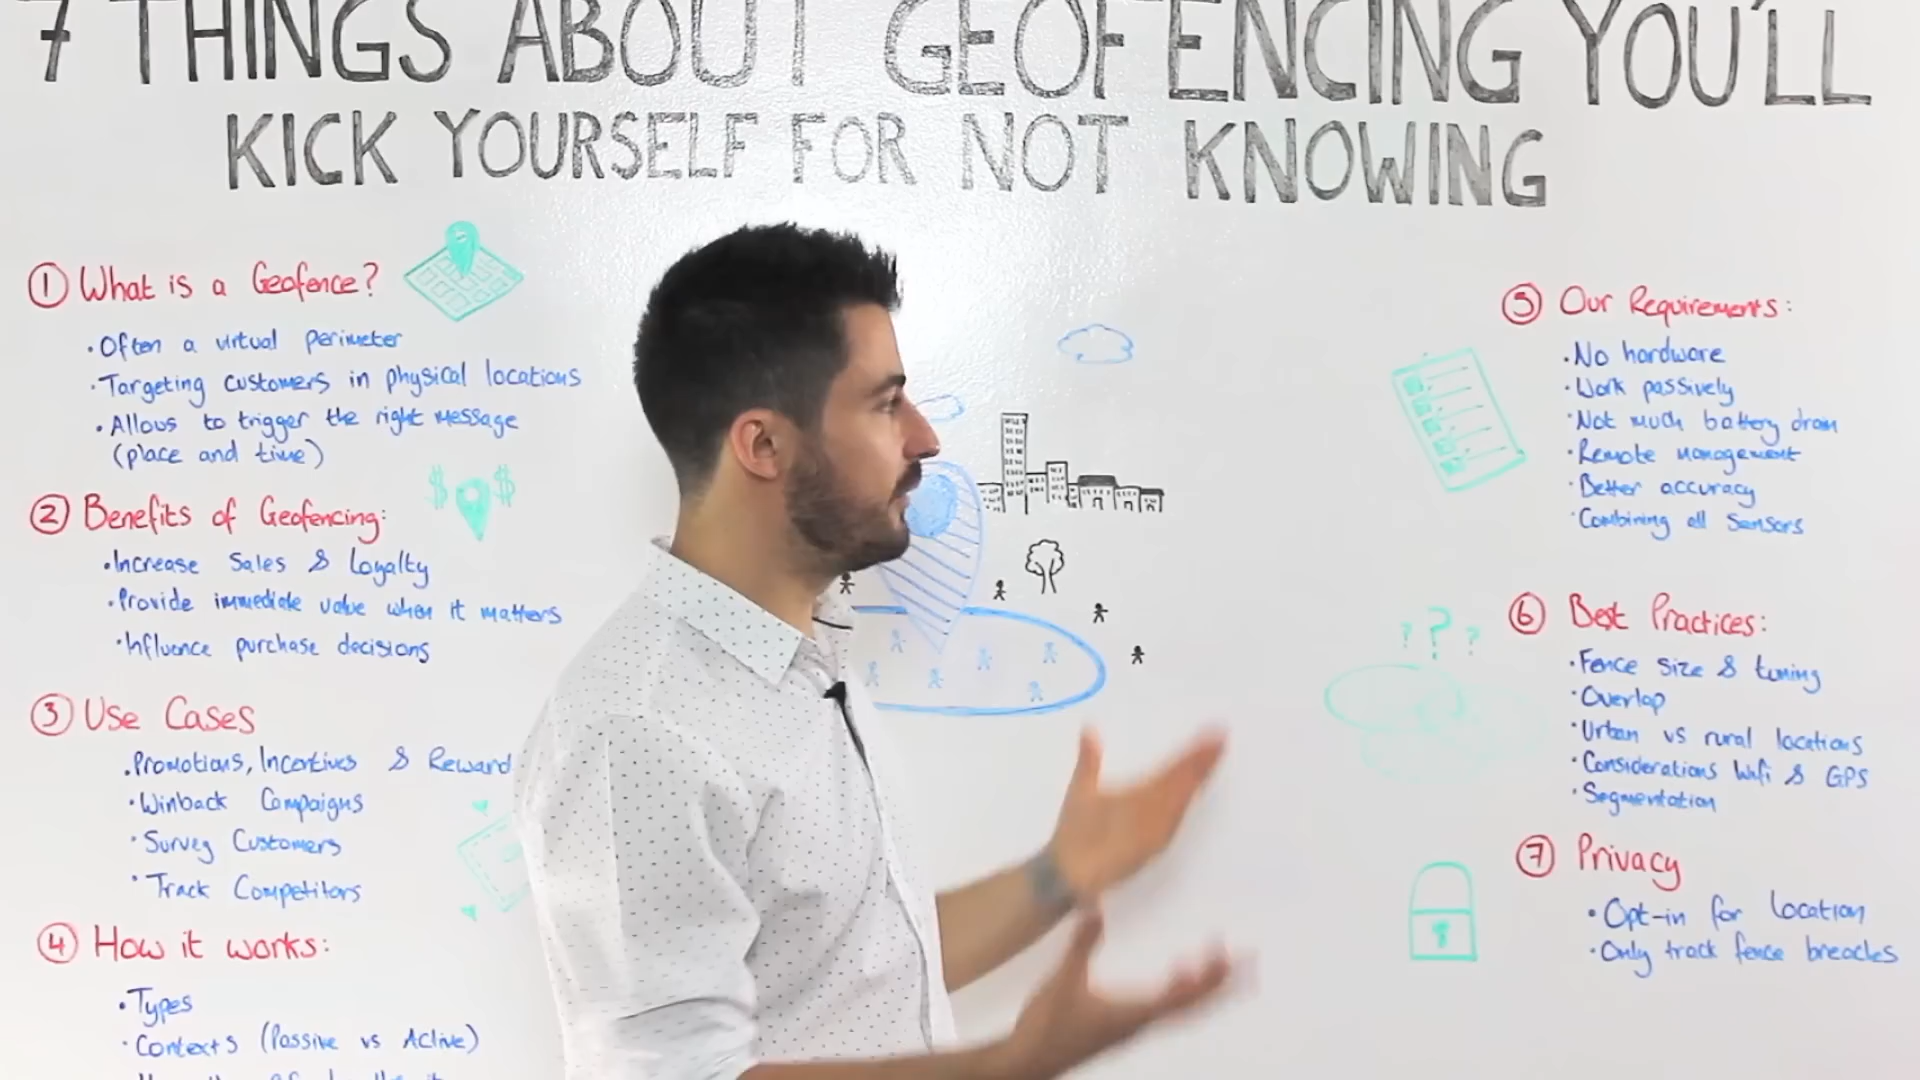 7 THINGS ABOUT GEOFENCING YOU'LL
KICK YOURSELF FOR NOT KNOWING
1 What is a Geofence?
• Often a virtual perimeter
• Targeting customers in physical locations
• Allows to trigger the right message
(place and time)
$ $
2 Benefits of Geofencing:
• Increase Sales & Loyalty
• Provide immediate value when it matters
• Influence purchase decisions
3 Use Cases
• Promotions, Incentives & Reward
• Winback Campaigns
• Survey Customers
• Track Competitors
4 How it works:
• Types
• Contexts (Passive vs Active)
5 Our Requirements:
• No hardware
• Work passively
• Not much battery drain
• Remote management
• Better accuracy
• Combining all sensors
6 Best Practices:
? ? ?
• Fence size & tuning
• Overlap
• Urban vs rural locations
• Considerations Wifi & GPS
• Segmentation
7 Privacy
• Opt-in for location
• Only track fence breaches